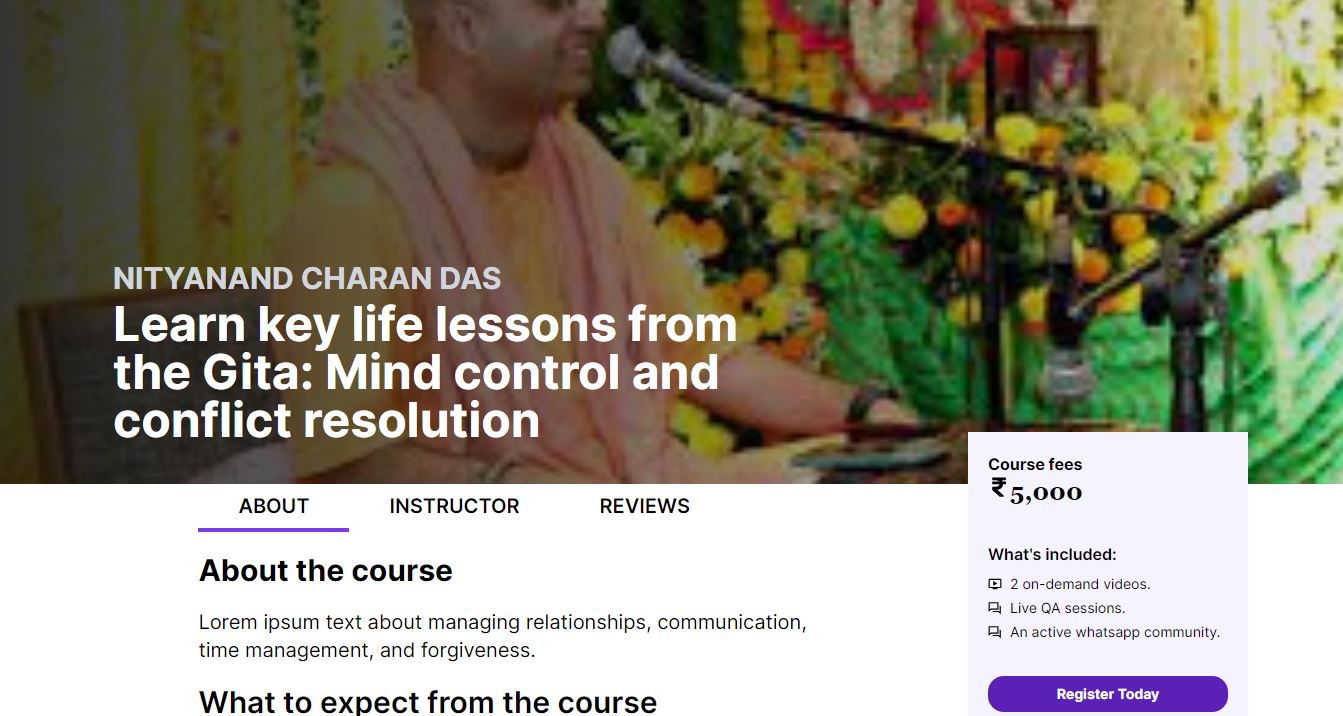 NITYANAND CHARAN DAS
Learn key life lessons from
the Gita: Mind control and
conflict resolution
ABOUT
INSTRUCTOR
REVIEWS
About the course
Lorem ipsum text about managing relationships, communication,
time management, and forgiveness.
What to expect from the course
Course fees
₹5,000
What's included:
2 on-demand videos.
Live QA sessions.
An active whatsapp community.
Register Today